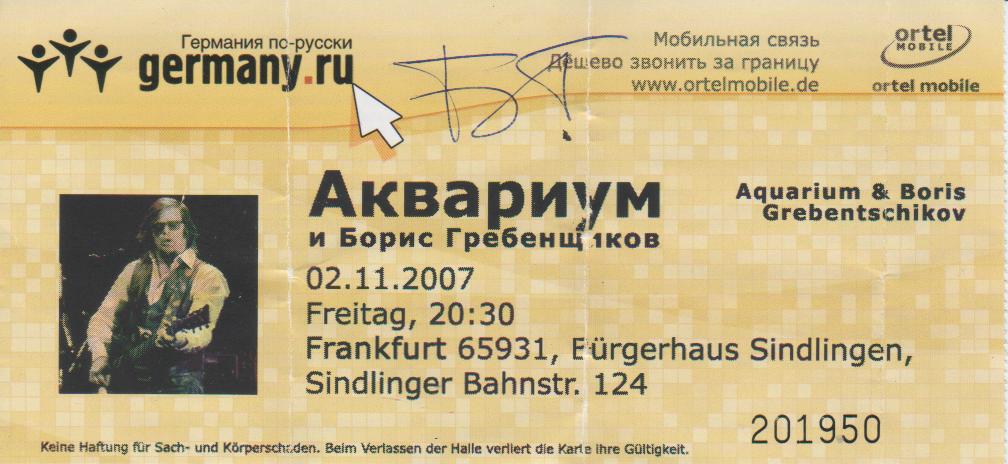 Германия по-русски
germany.ru
БГ
Мобильная связь
Дёшево звонить за границу
www.ortelmobile.de
ortel
MOBILE
ortel mobile
Аквариум
и Борис Гребенщиков
Aquarium & Boris
Grebentschikov
02.11.2007
Freitag, 20:30
Frankfurt 65931, Bürgerhaus Sindlingen,
Sindlinger Bahnstr. 124
201950
Keine Haftung für Sach- und Körperschäden. Beim Verlassen der Halle verliert die Karte ihre Gültigkeit.